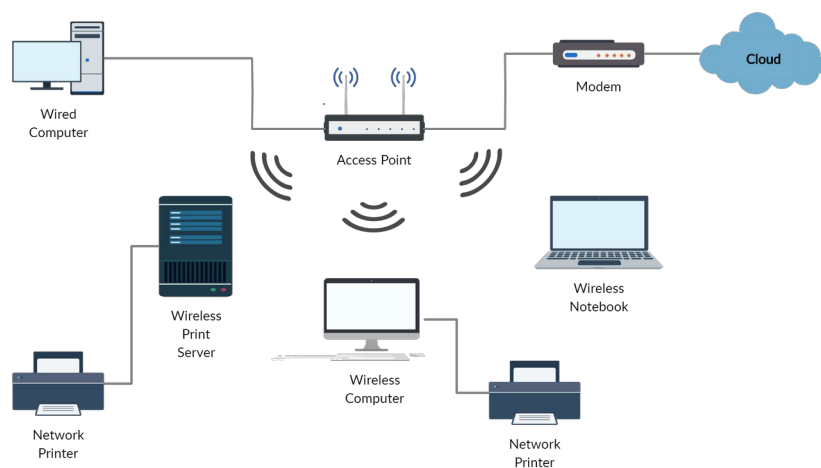 Wired
Computer
Access Point
Modem
Cloud
Wireless
Print
Server
Wireless
Notebook
Wireless
Computer
Network
Printer
Network
Printer